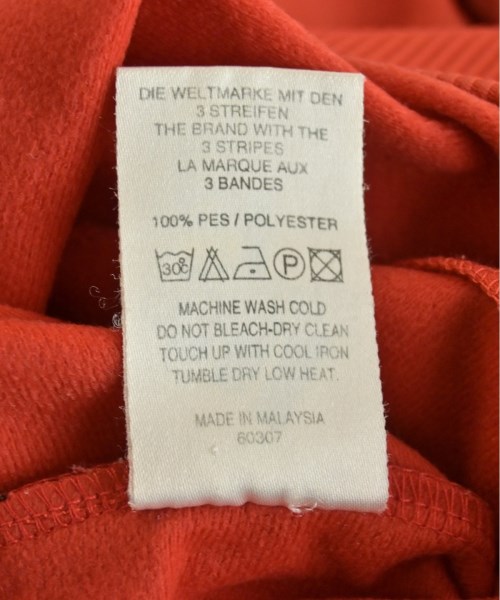 DIE WELTMARKE MIT DEN
3 STREIFEN
THE BRAND WITH THE
3 STRIPES
LA MARQUE AUX
3 BANDES
100% PES / POLYESTER
30c P
MACHINE WASH COLD
DO NOT BLEACH-DRY CLEAN
TOUCH UP WITH COOL IRON
TUMBLE DRY LOW HEAT.
MADE IN MALAYSIA
60307